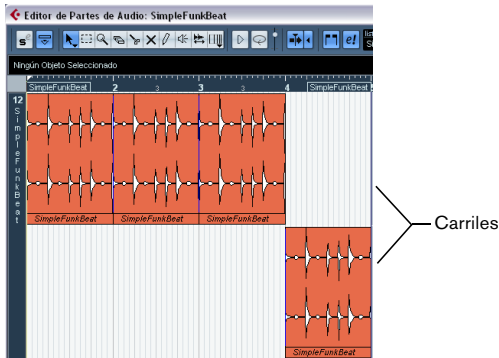 Editor de Partes de Audio: SimpleFunkBeat
Ningún Objeto Seleccionado
SimpleFunkBeat 2 3 3 3 4 SimpleFunkBeat
12
SimpleFunkBeat
SimpleFunkBeat SimpleFunkBeat SimpleFunkBeat
Carriles
SimpleFunkBeat